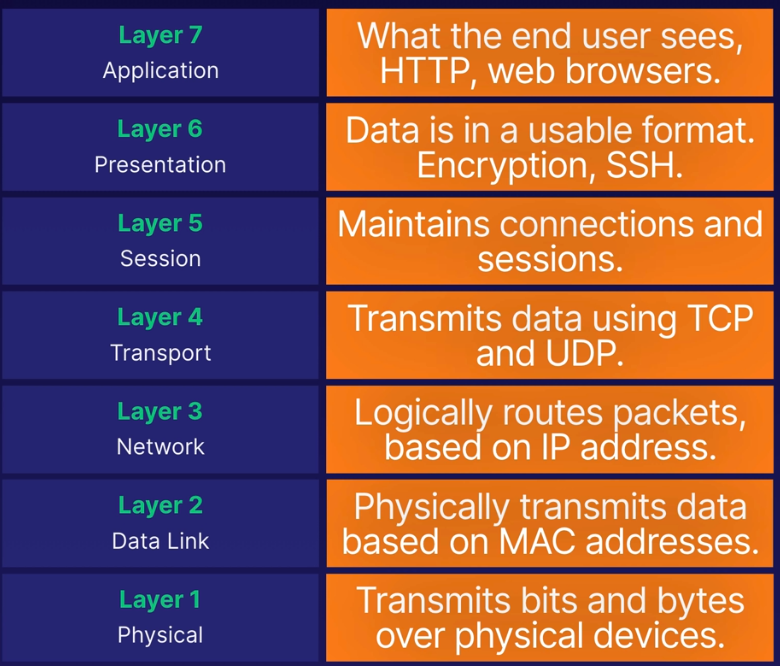 Layer 7
Application
What the end user sees,
HTTP, web browsers.
Layer 6
Presentation
Data is in a usable format.
Encryption, SSH.
Layer 5
Session
Maintains connections and
sessions.
Layer 4
Transport
Transmits data using TCP
and UDP.
Layer 3
Network
Logically routes packets,
based on IP address.
Layer 2
Data Link
Physically transmits data
based on MAC addresses.
Layer 1
Physical
Transmits bits and bytes
over physical devices.